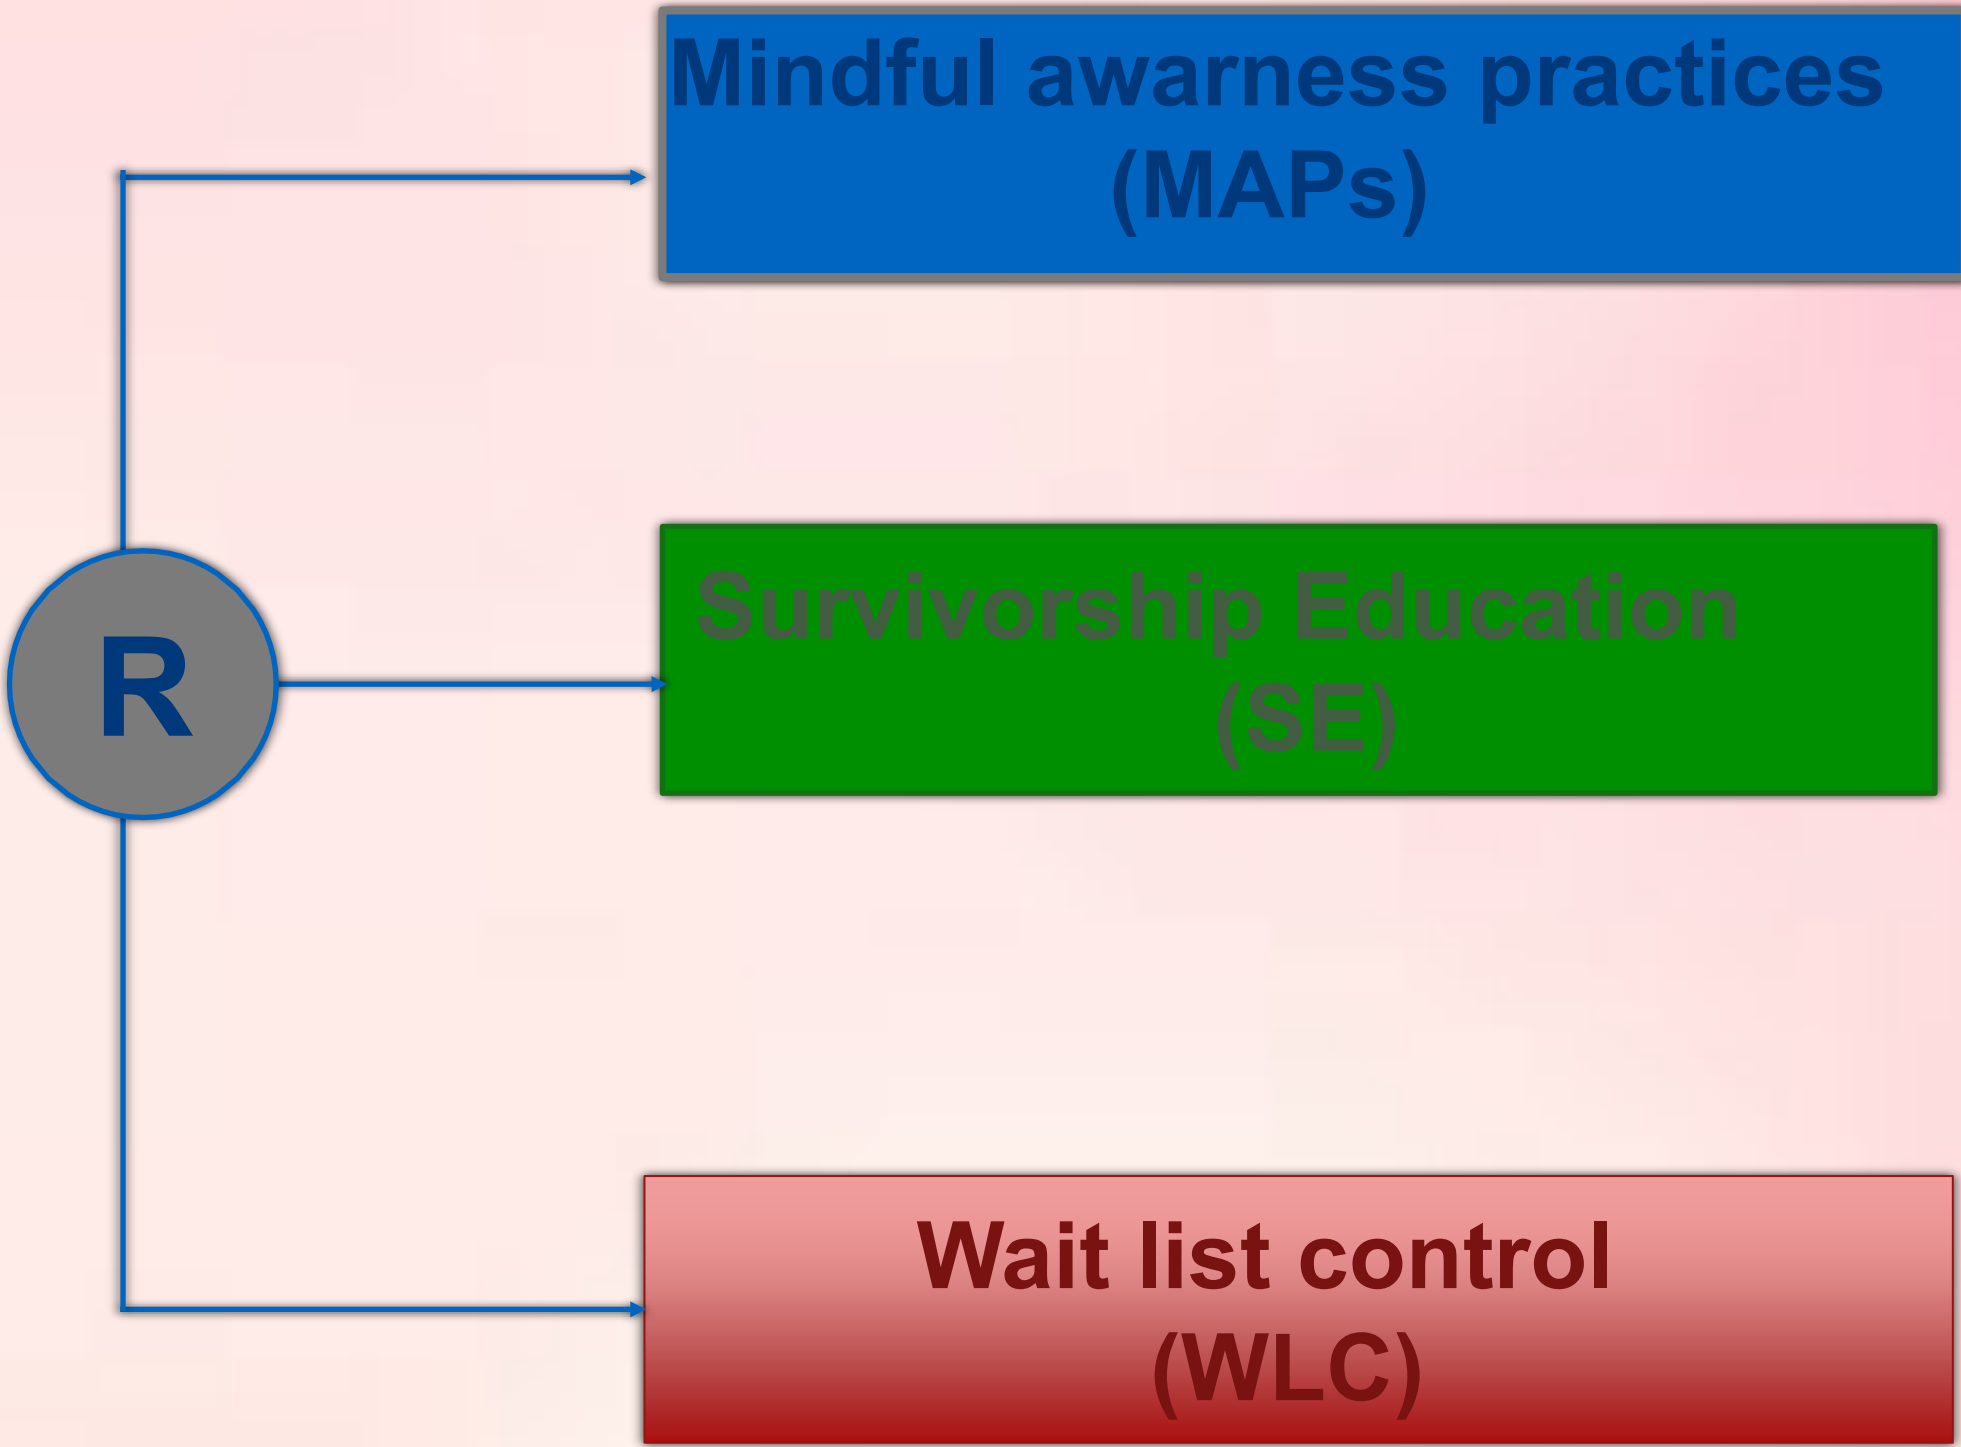 Mindful awarness practices
(MAPs)
R
Survivorship Education
(SE)
Wait list control
(WLC)